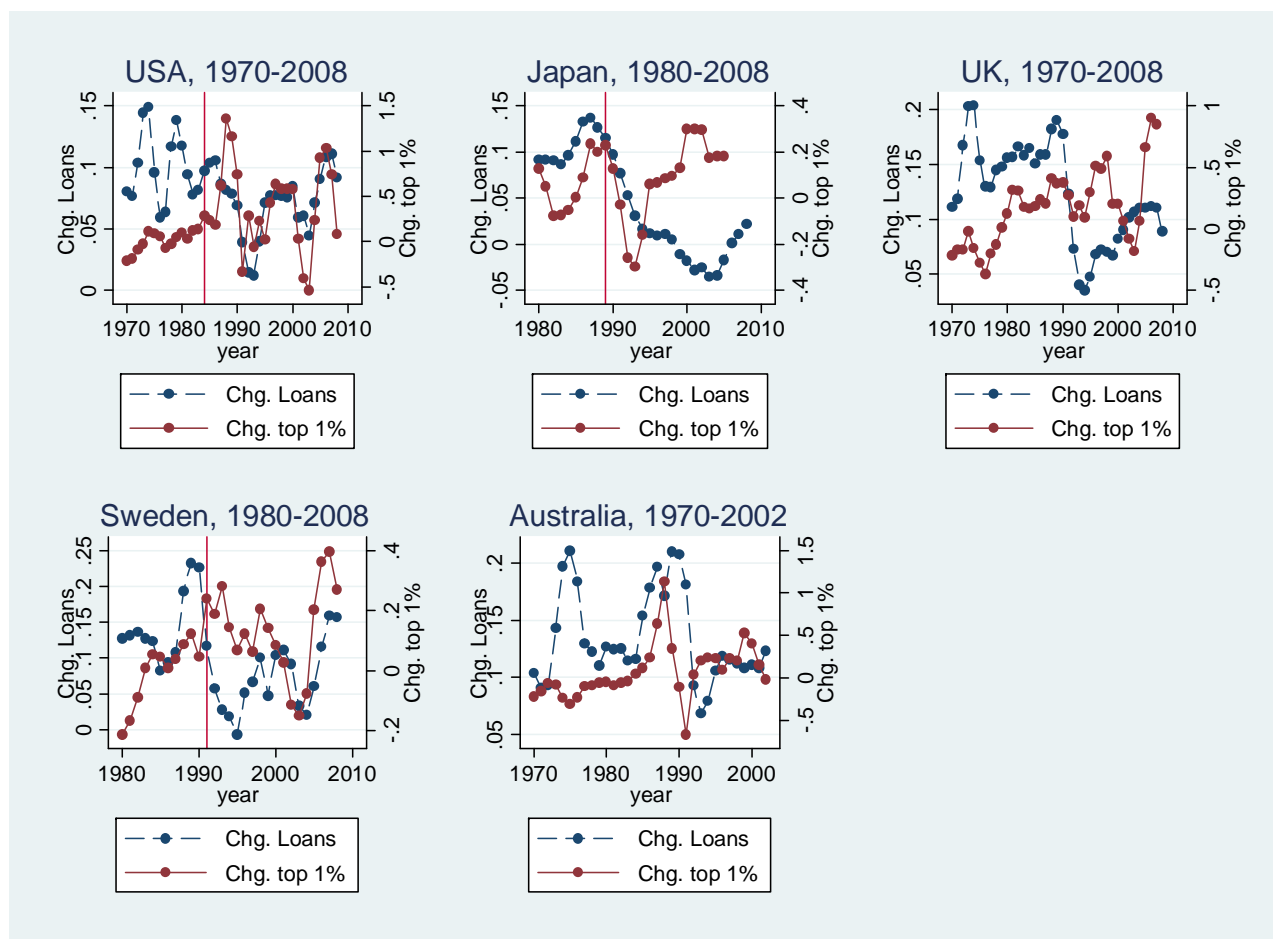 USA, 1970-2008
Chg. Loans
0 .05 .1 .15
Chg. top 1%
-.5 0 .5 1 1.5
1970 1980 1990 2000 2010
year
Chg. Loans
Chg. top 1%
Japan, 1980-2008
Chg. Loans
-.05 0 .05 .1 .15
Chg. top 1%
-.4 -.2 0 .2 .4
1980 1990 2000 2010
year
Chg. Loans
Chg. top 1%
UK, 1970-2008
Chg. Loans
.05 .1 .15 .2
Chg. top 1%
-.5 0 .5 1
1970 1980 1990 2000 2010
year
Chg. Loans
Chg. top 1%
Sweden, 1980-2008
Chg. Loans
0 .05 .1 .15 .2 .25
Chg. top 1%
-.2 0 .2 .4
1980 1990 2000 2010
year
Chg. Loans
Chg. top 1%
Australia, 1970-2002
Chg. Loans
.05 .1 .15 .2
Chg. top 1%
-.5 0 .5 1 1.5
1970 1980 1990 2000
year
Chg. Loans
Chg. top 1%